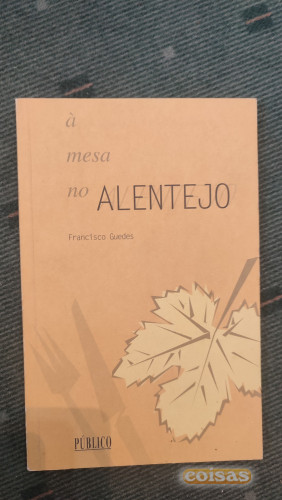 à
mesa
no ALENTEJO
Francisco Guedes
PÚBLICO
coisas